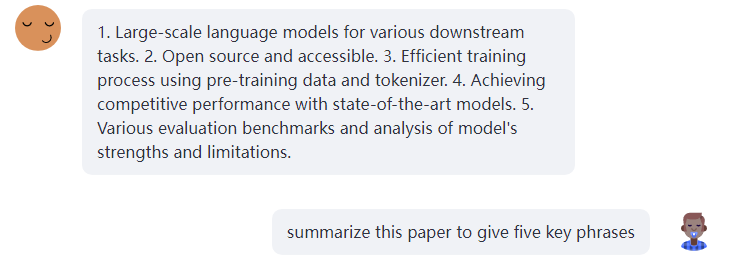 1. Large-scale language models for various downstream
tasks. 2. Open source and accessible. 3. Efficient training
process using pre-training data and tokenizer. 4. Achieving
competitive performance with state-of-the-art models. 5.
Various evaluation benchmarks and analysis of model's
strengths and limitations.
summarize this paper to give five key phrases